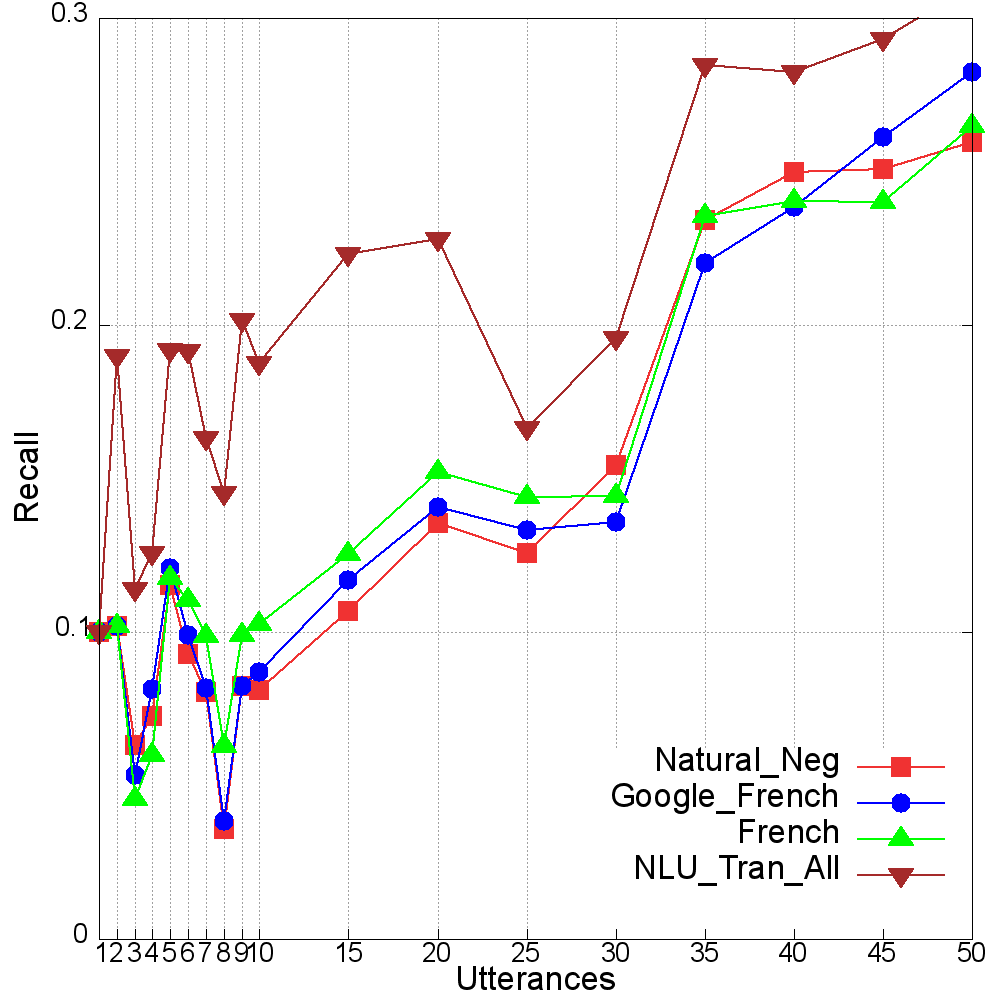 0.3
0.2
0.1
0
Recall
Natural_Neg
Google_French
French
NLU_Tran_All
1 2 3 4 5 6 7 8 9 10 15 20 25 30 35 40 45 50
Utterances